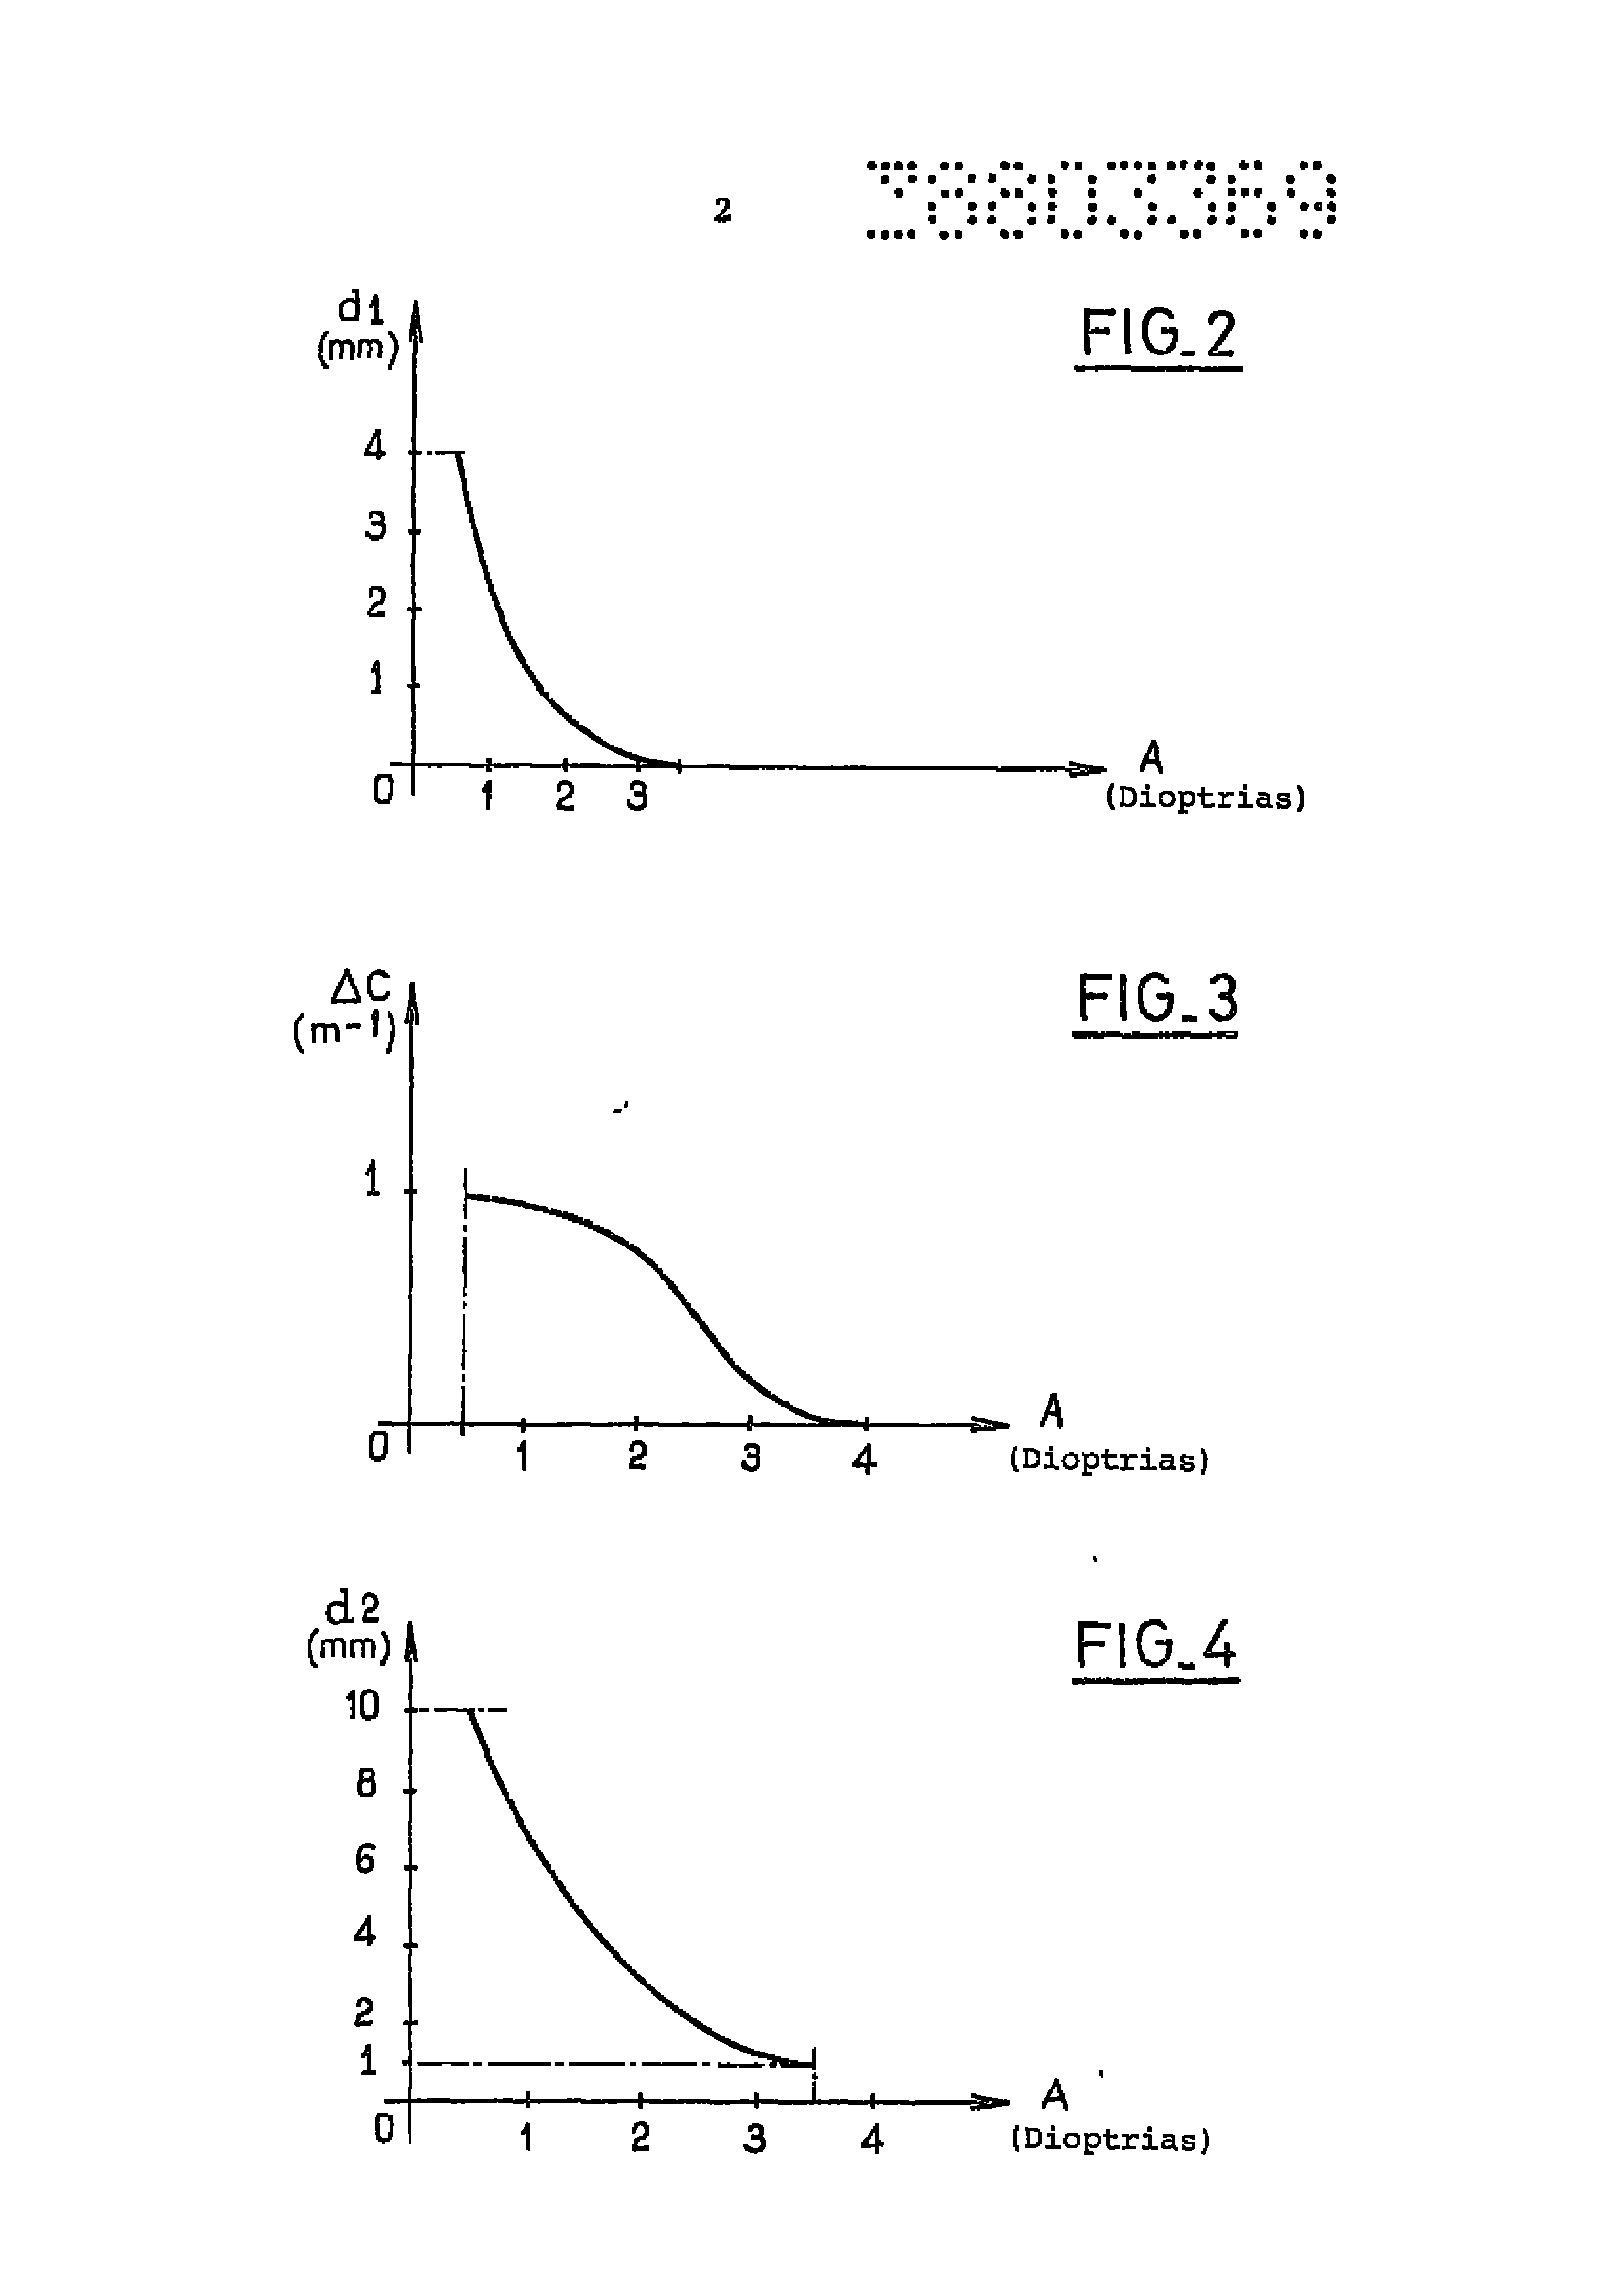 2
I8803369
d1
(mm)
FIG_2
4
3
2
1
0
1 2 3
A
(Dioptrias)
ΔC
(m-1)
FIG_3
1
0
1 2 3 4
A
(Dioptrias)
d2
(mm)
FIG_4
10
8
6
4
2
1
0
1 2 3 4
A
(Dioptrias)